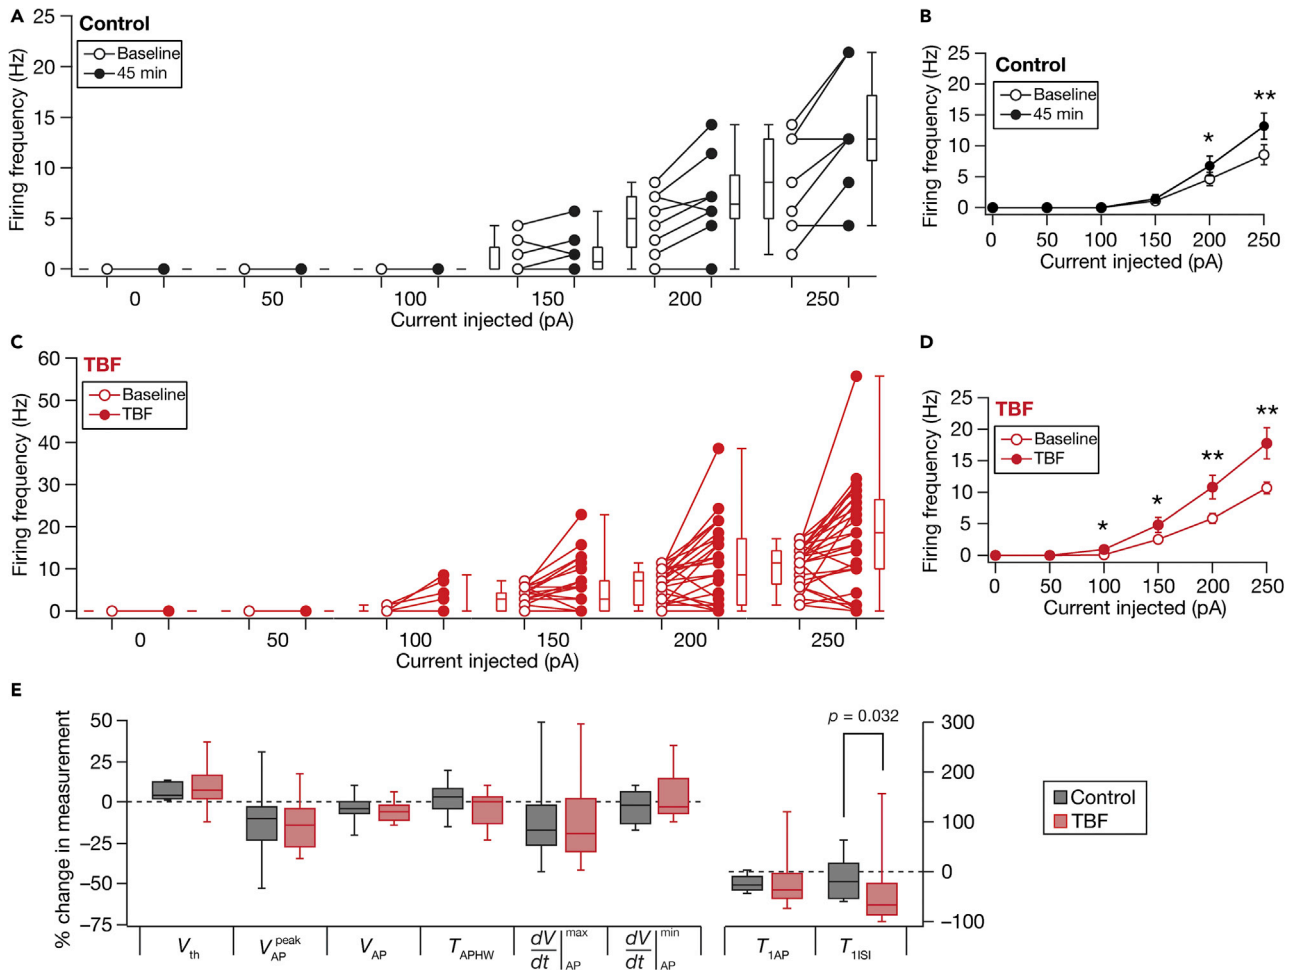 A
Control
Baseline
45 min
Firing frequency (Hz)
25
20
15
10
5
0
0 50 100 150 200 250
Current injected (pA)
B
Control
Baseline
45 min
Firing frequency (Hz)
25
20
15
10
5
0
* **
0 50 100 150 200 250
Current injected (pA)
C
TBF
Baseline
TBF
Firing frequency (Hz)
60
50
40
30
20
10
0
0 50 100 150 200 250
Current injected (pA)
D
TBF
Baseline
TBF
Firing frequency (Hz)
25
20
15
10
5
0
* * ** **
0 50 100 150 200 250
Current injected (pA)
E
% change in measurement
50
25
0
−25
−50
−75
p = 0.032
300
200
100
0
−100
Control
TBF
V th
V AP peak
V AP
T APHW
dV/dt | AP max
dV/dt | AP min
T 1AP
T 1ISI